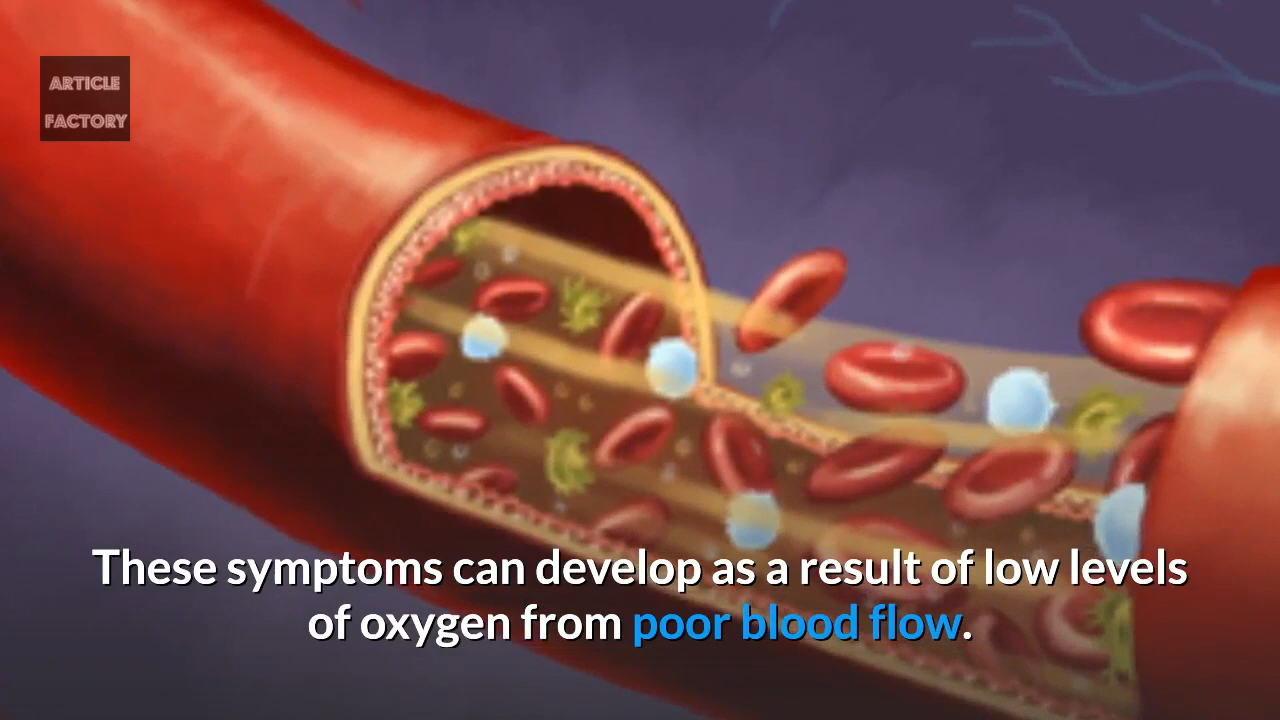 ARTICLE
FACTORY
These symptoms can develop as a result of low levels
of oxygen from poor blood flow.